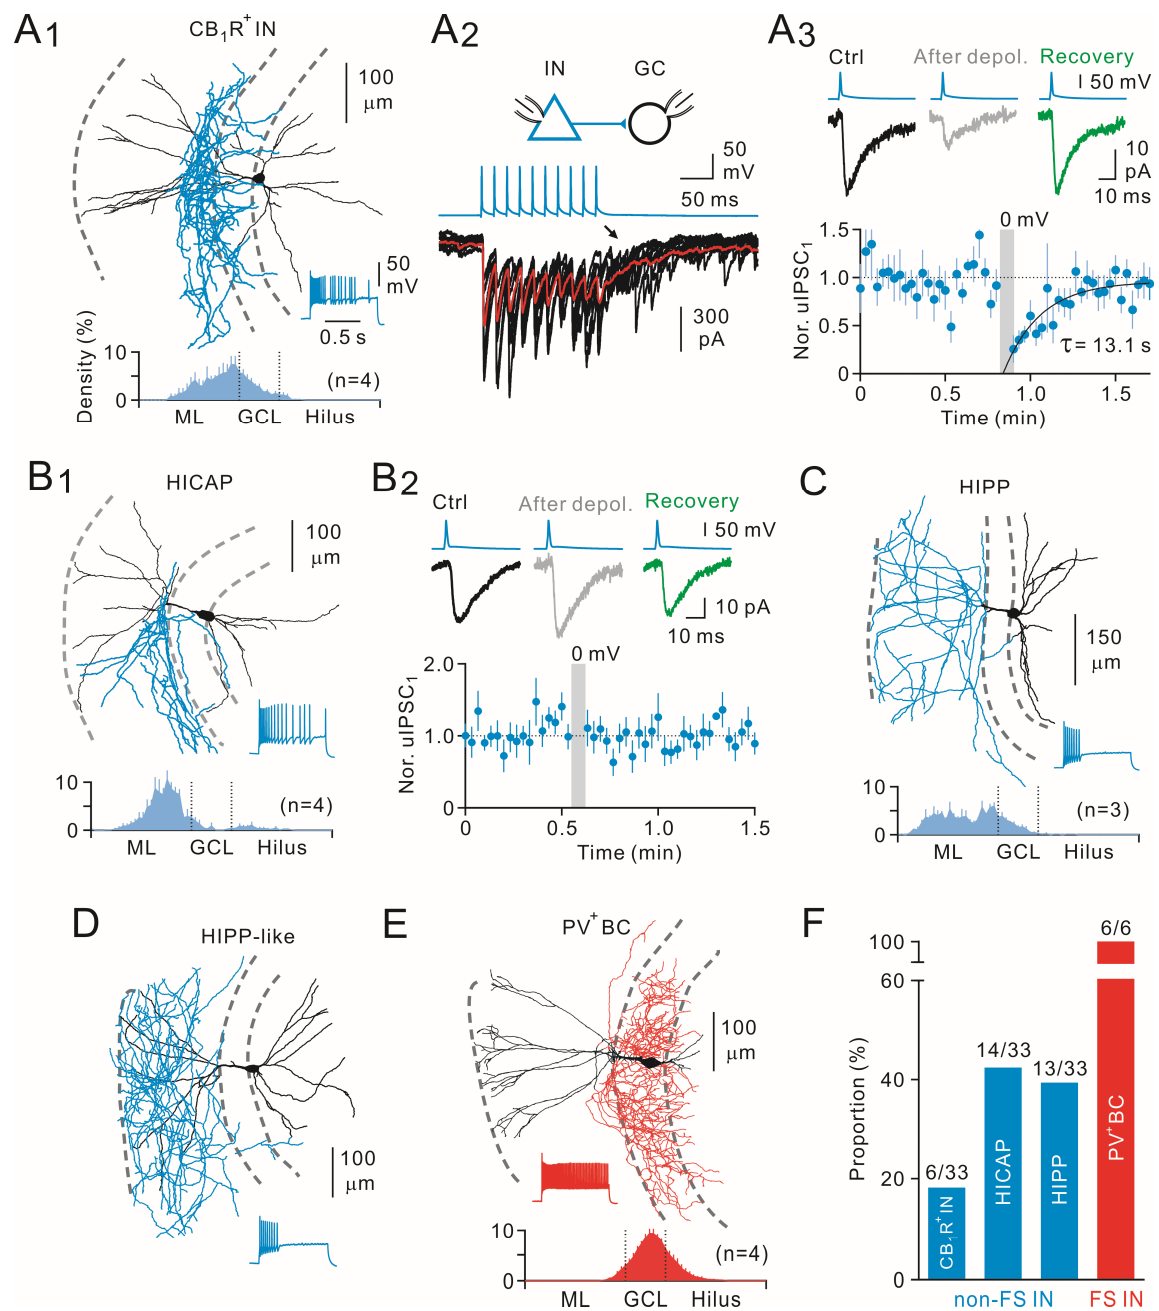 A1
CB1R+ IN
100
μm
50
mV
0.5 s
Density (%)
10
0
(n=4)
ML GCL Hilus
A2
IN GC
50
mV
50 ms
300
pA
A3
Ctrl After depol. Recovery
50 mV
10
pA
10 ms
0 mV
Nor. uIPSC1
1.5
1.0
0.5
0
τ = 13.1 s
0 0.5 1.0 1.5
Time (min)
B1
HICAP
100
μm
10
0
(n=4)
ML GCL Hilus
B2
Ctrl After depol. Recovery
50 mV
10 pA
10 ms
0 mV
Nor. uIPSC1
2.0
1.0
0
0 0.5 1.0 1.5
Time (min)
C
HIPP
150
μm
10
0
(n=3)
ML GCL Hilus
D
HIPP-like
100
μm
E
PV+ BC
100
μm
10
0
(n=4)
ML GCL Hilus
F
Proportion (%)
100
60
40
20
0
6/33
14/33
13/33
6/6
CB1R+ IN
HICAP
HIPP
PV+ BC
non-FS IN FS IN